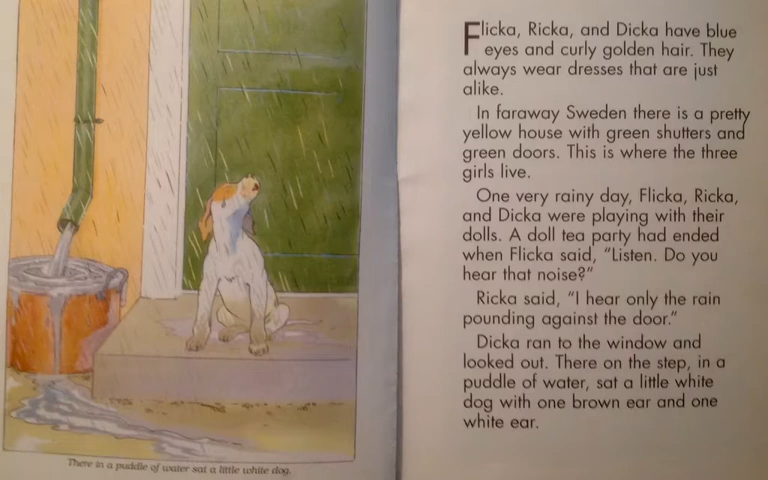 There in a puddle of water sat a little white dog.
Flicka, Ricka, and Dicka have blue
eyes and curly golden hair. They
always wear dresses that are just
alike.
In faraway Sweden there is a pretty
yellow house with green shutters and
green doors. This is where the three
girls live.
One very rainy day, Flicka, Ricka,
and Dicka were playing with their
dolls. A doll tea party had ended
when Flicka said, “Listen. Do you
hear that noise?”
Ricka said, “I hear only the rain
pounding against the door.”
Dicka ran to the window and
looked out. There on the step, in a
puddle of water, sat a little white
dog with one brown ear and one
white ear.